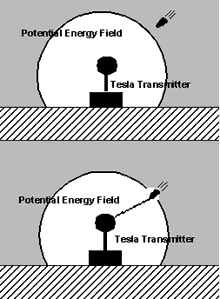 Potential Energy Field
Tesla Transmitter
Potential Energy Field
Tesla Transmitter